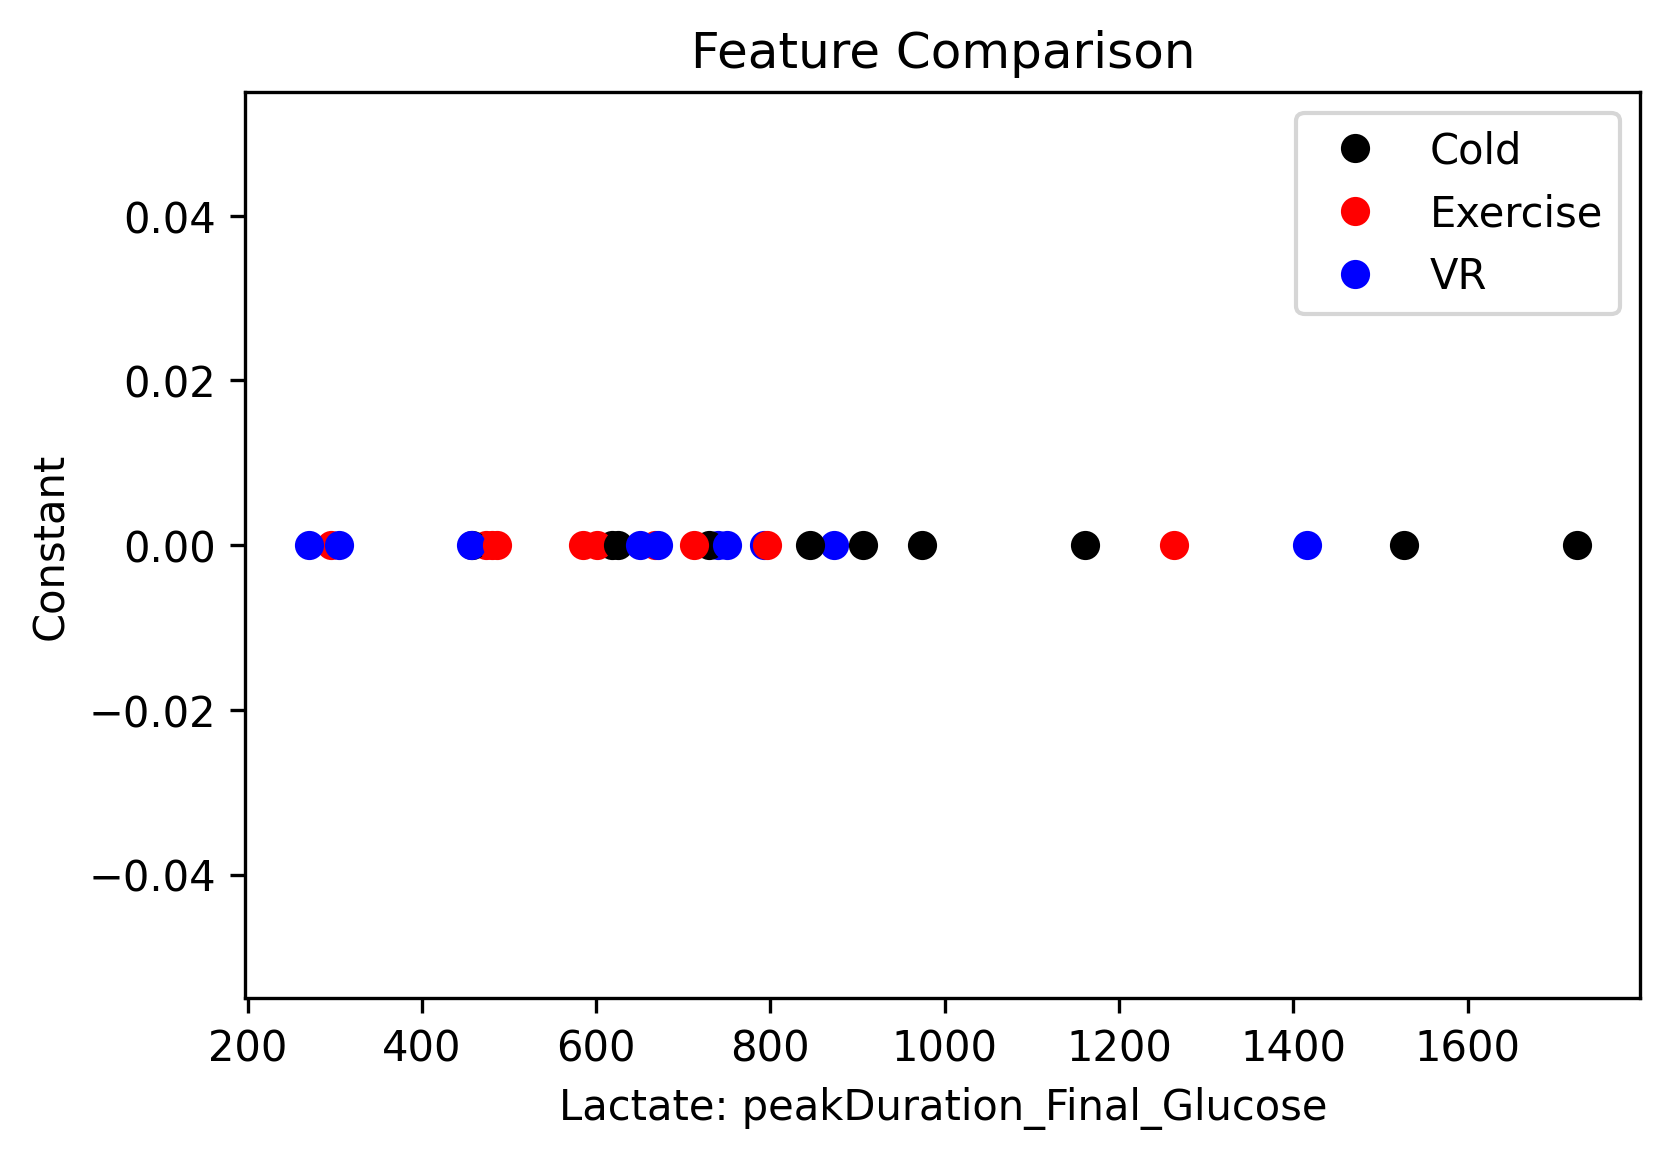 Feature Comparison
Cold
Exercise
VR
0.04
0.02
0.00
−0.02
−0.04
Constant
200 400 600 800 1000 1200 1400 1600
Lactate: peakDuration_Final_Glucose